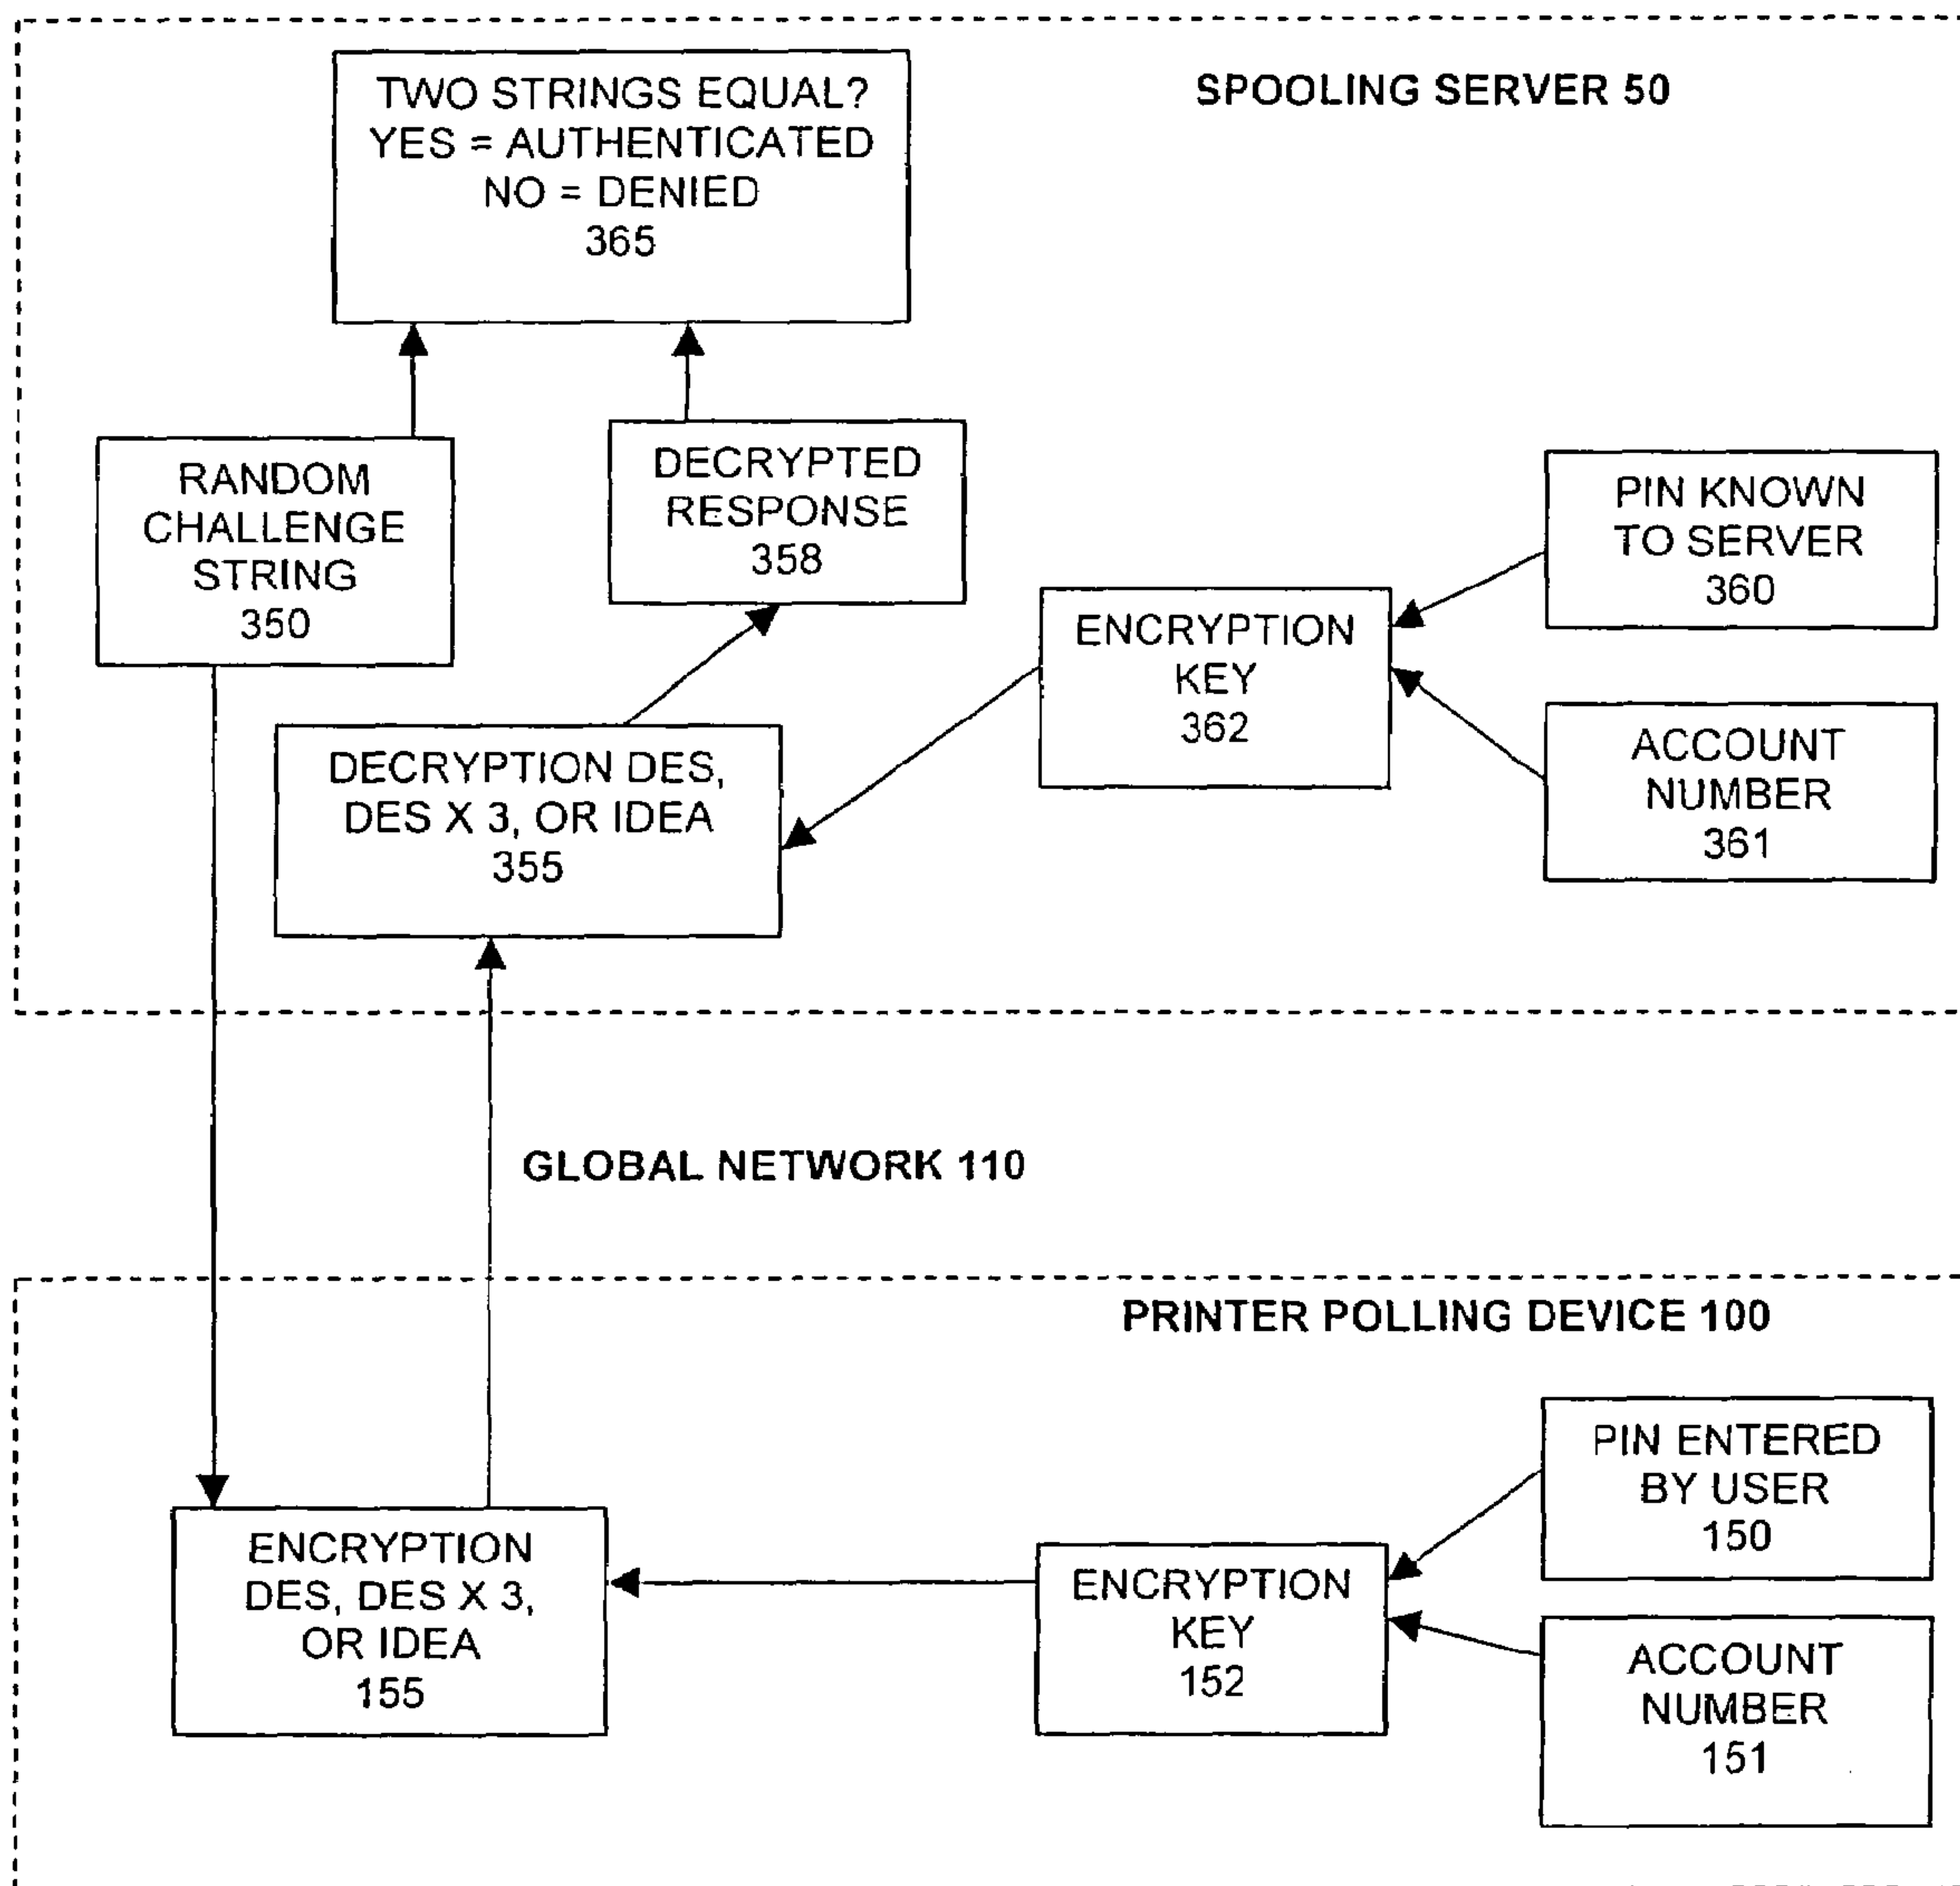 TWO STRINGS EQUAL?
YES = AUTHENTICATED
NO = DENIED
365
SPOOLING SERVER 50
RANDOM
CHALLENGE
STRING
350
DECRYPTED
RESPONSE
358
PIN KNOWN
TO SERVER
360
ENCRYPTION
KEY
362
ACCOUNT
NUMBER
361
DECRYPTION DES,
DES X 3, OR IDEA
355
GLOBAL NETWORK 110
PRINTER POLLING DEVICE 100
PIN ENTERED
BY USER
150
ENCRYPTION
DES, DES X 3,
OR IDEA
155
ENCRYPTION
KEY
152
ACCOUNT
NUMBER
151